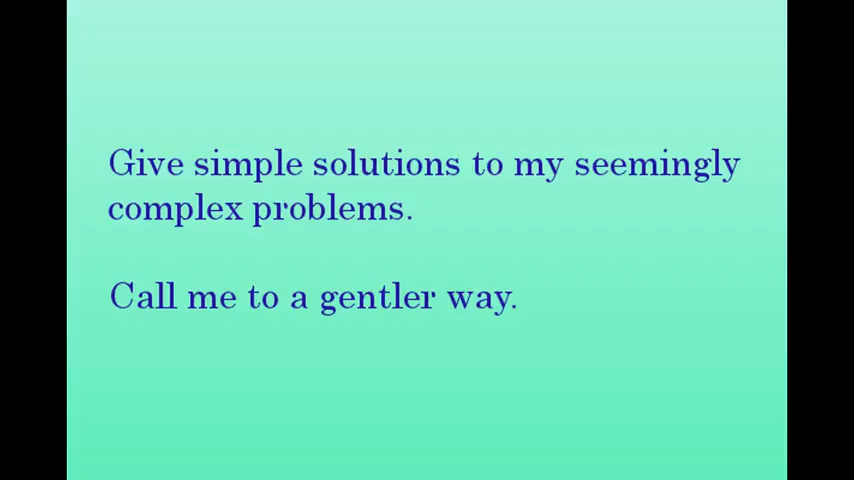 Give simple solutions to my seemingly
complex problems.
Call me to a gentler way.